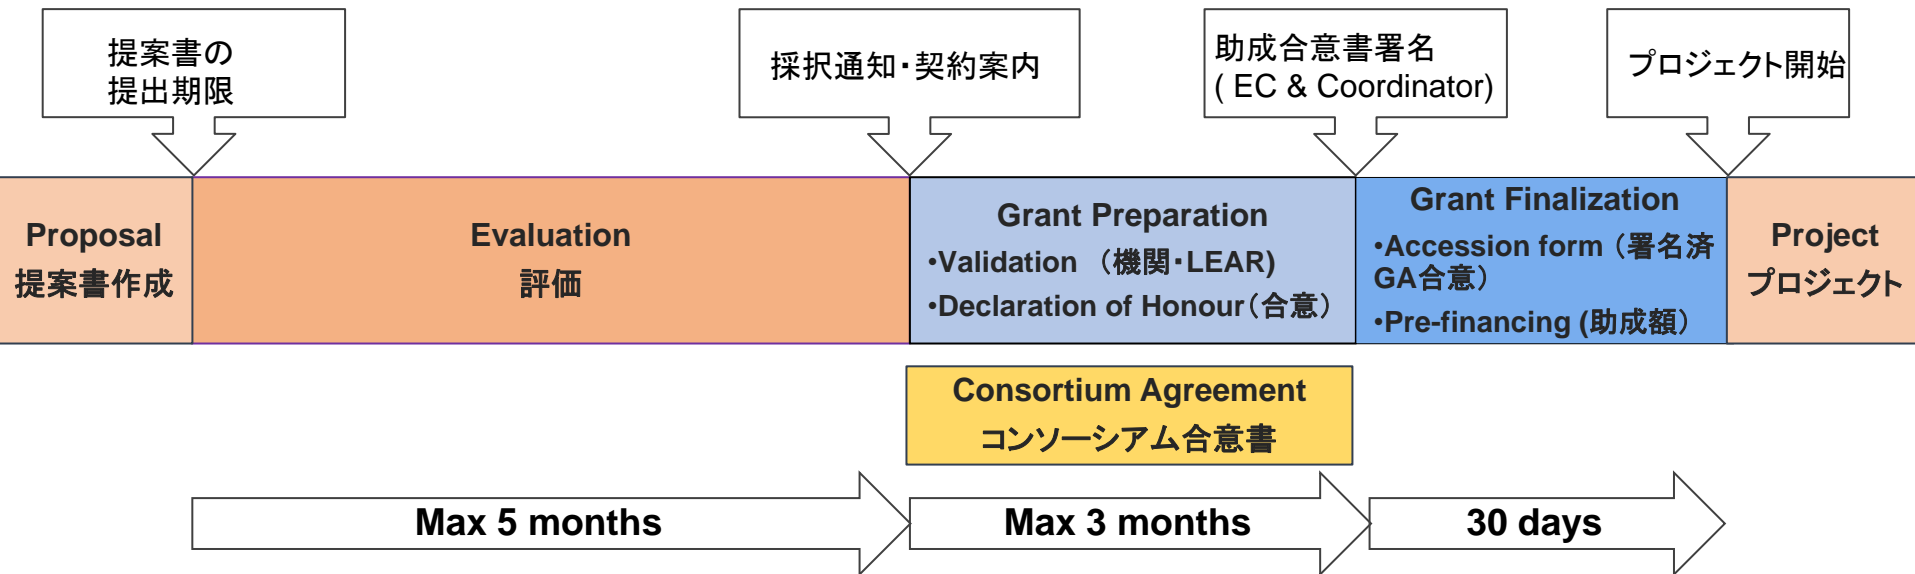 提案書の
提出期限
採択通知・契約案内
助成合意書署名
( EC & Coordinator)
プロジェクト開始
Proposal
提案書作成
Evaluation
評価
Grant Preparation
•Validation （機関・LEAR)
•Declaration of Honour（合意）
Grant Finalization
•Accession form（署名済
GA合意）
•Pre-financing (助成額）
Project
プロジェクト
Consortium Agreement
コンソーシアム合意書
Max 5 months
Max 3 months
30 days